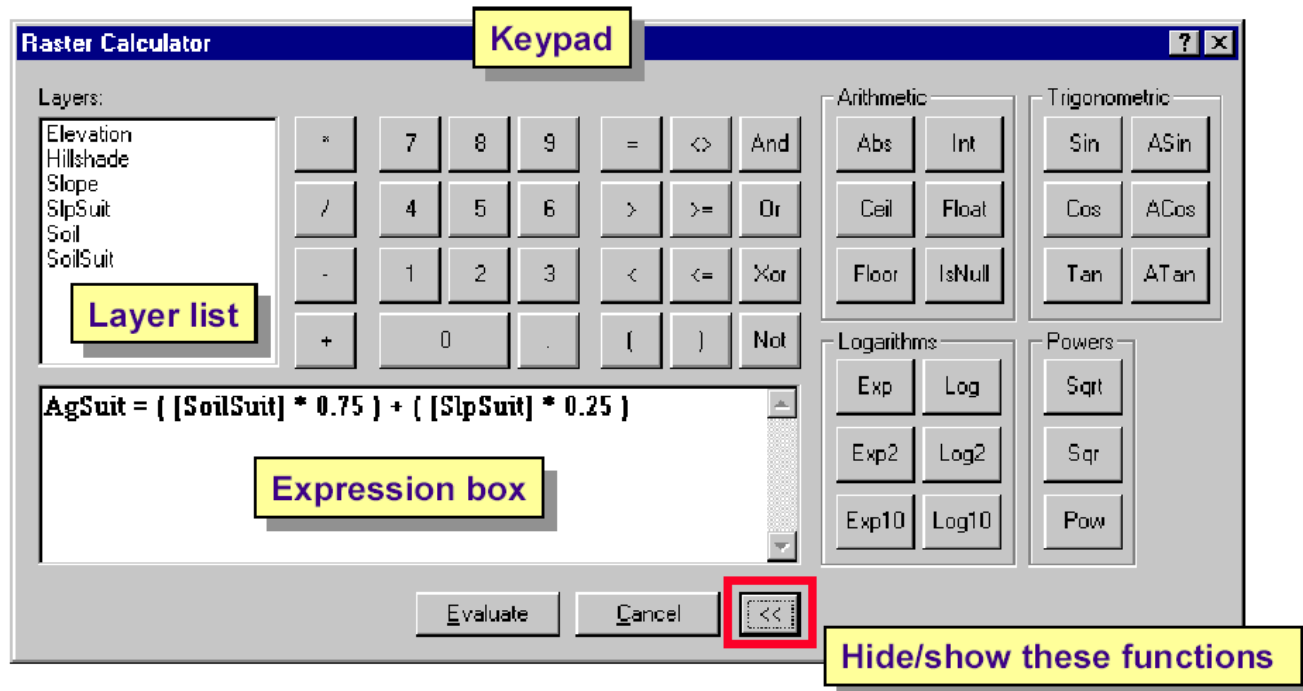 Keypad
Raster Calculator
? ×
Layers:
Elevation
Hillshade
Slope
SlpSuit
Soil
SoilSuit
Layer list
* 7 8 9 = <> And
/ 4 5 6 > >= Or
- 1 2 3 < <= Xor
+ 0 . ( ) Not
Arithmetic
Abs Int
Ceil Float
Floor IsNull
Trigonometric
Sin ASin
Cos ACos
Tan ATan
Logarithms
Exp Log
Exp2 Log2
Exp10 Log10
Powers
Sqrt
Sqr
Pow
AgSuit = ( [SoilSuit] * 0.75 ) + ( [SlpSuit] * 0.25 )
Expression box
Evaluate Cancel <<
Hide/show these functions